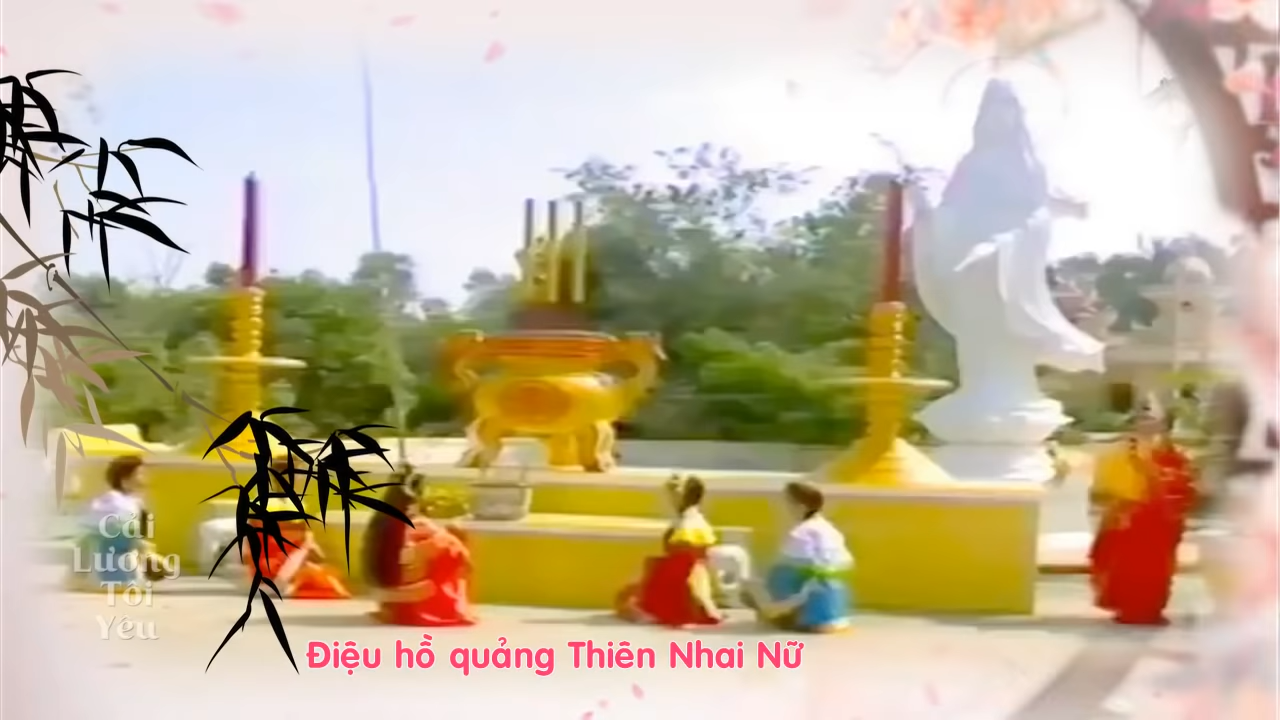 Cải
Lương
Tôi
Yêu
Điệu hồ quảng Thiên Nhai Nữ